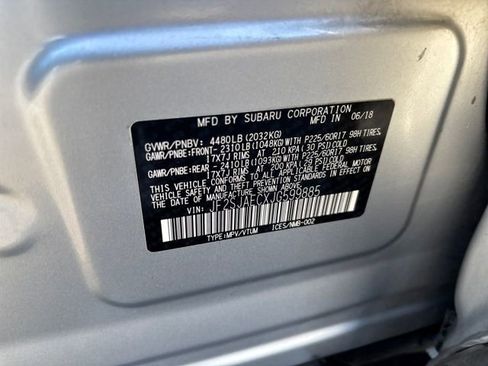 MFD BY SUBARU CORPORATION MFD IN 06/18
GVWR/PNBV: 4480LB(2032KG)
GAWR/PNBE:FRONT- 2310LB(1048KG)WITH P225/60R17 98H TIRES,
17X7J RIMS AT 210 KPA(30 PSI)COLD
GAWR/PNBE:REAR - 2410LB(1093KG)WITH P225/60R17 98H TIRES,
17X7J RIMS AT 200 KPA(29 PSI)COLD
THIS VEHICLE CONFORMS TO ALL APPLICABLE FEDERAL MOTOR
VEHICLE SAFETY, BUMPER, AND THEFT PREVENTION STANDARDS
IN EFFECT ON THE DATE OF MANUFACTURE SHOWN ABOVE.
VIN: JF2SJAECXJG599885
TYPE:MPV/VTUM ICES/NMB-002